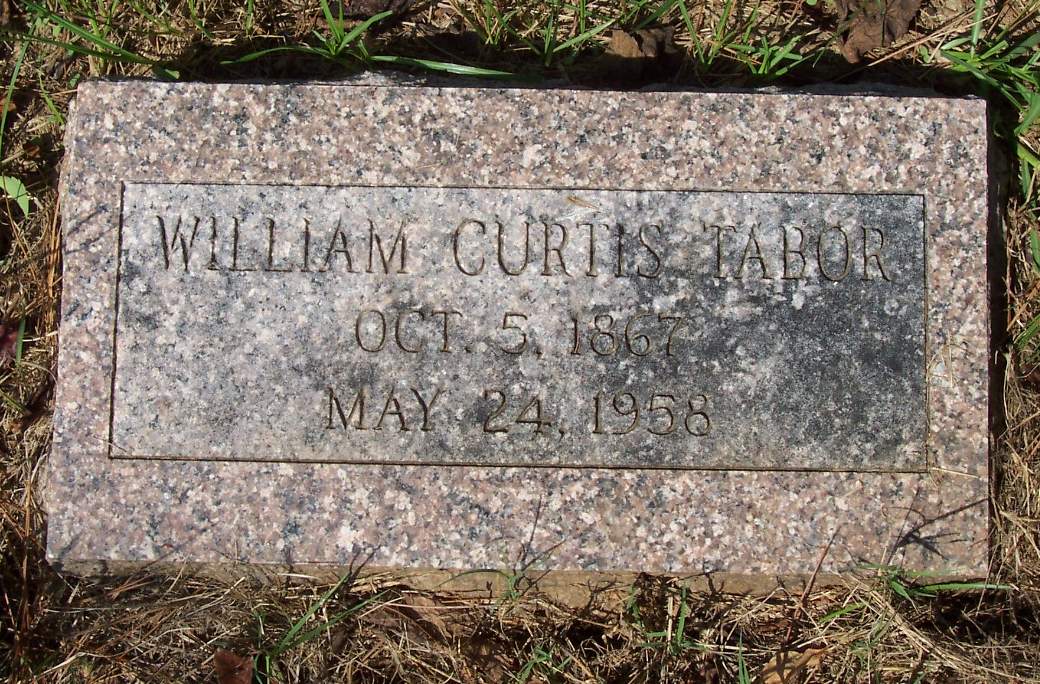 WILLIAM CURTIS TABOR
OCT. 5, 1867
MAY 24, 1958